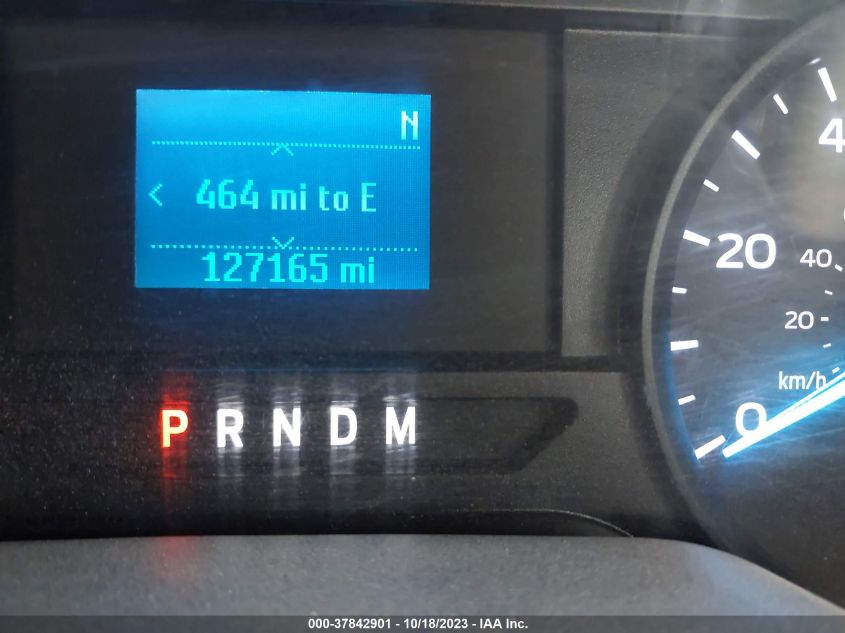 N
< 464 mi to E
127165 mi
P R N D M
20
0
40
20
km/h
000-37842901 - 10/18/2023 - IAA Inc.